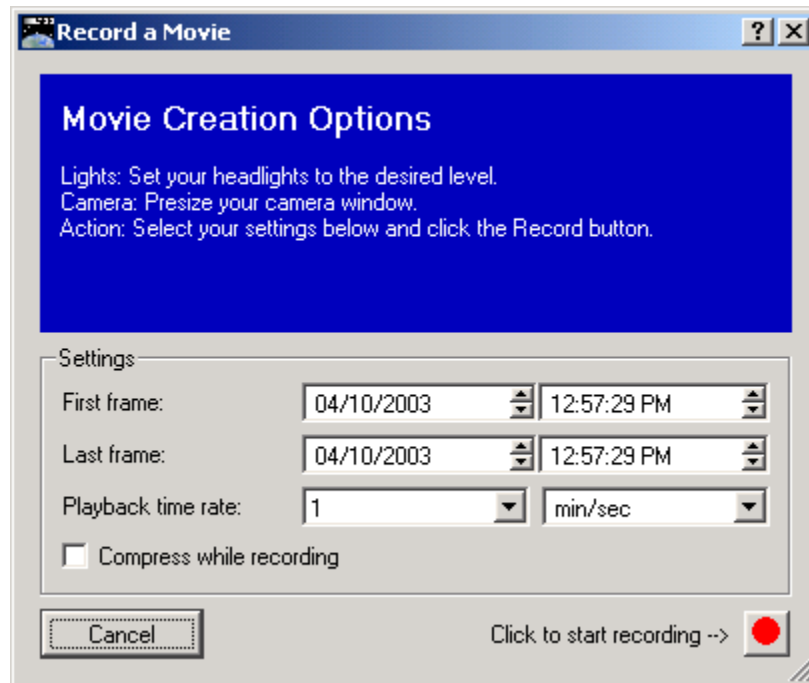 Record a Movie
Movie Creation Options
Lights: Set your headlights to the desired level.
Camera: Presize your camera window.
Action: Select your settings below and click the Record button.
Settings
First frame: 04/10/2003 12:57:29 PM
Last frame: 04/10/2003 12:57:29 PM
Playback time rate: 1 min/sec
Compress while recording
Cancel Click to start recording -->